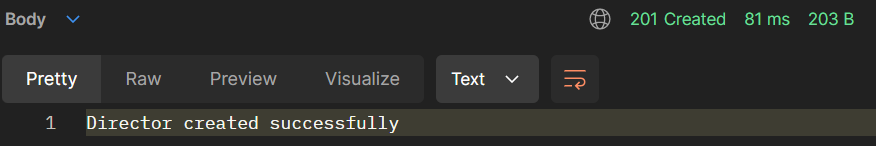 Body 201 Created 81 ms 203 B
Pretty Raw Preview Visualize Text
1 Director created successfully